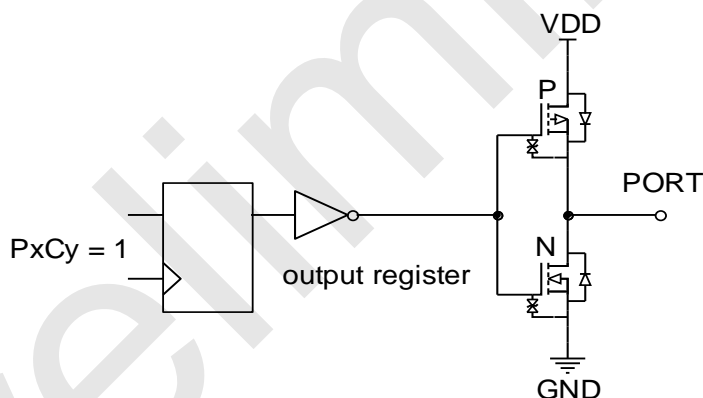 VDD
P
PORT
PxCy = 1
N
output register
GND